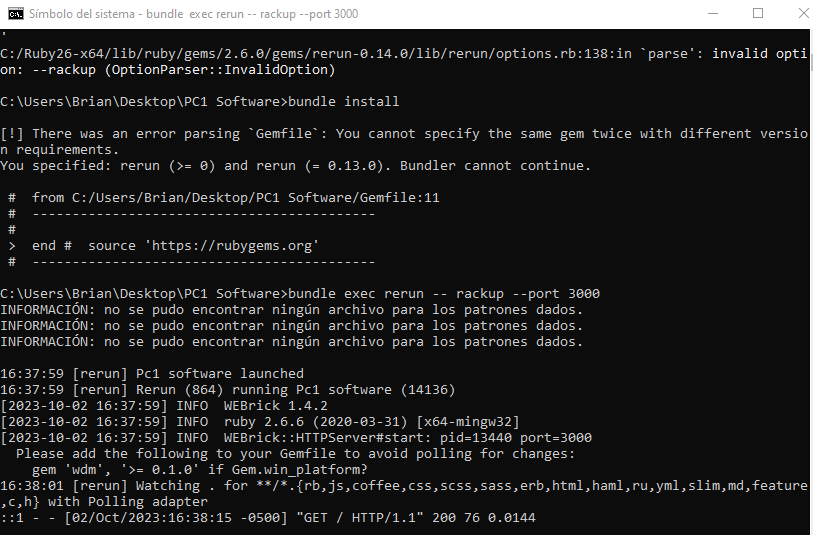 Símbolo del sistema - bundle  exec rerun -- rackup --port 3000
'
C:/Ruby26-x64/lib/ruby/gems/2.6.0/gems/rerun-0.14.0/lib/rerun/options.rb:138:in `parse': invalid opti
on: --rackup (OptionParser::InvalidOption)
C:\Users\Brian\Desktop\PC1 Software>bundle install
[!] There was an error parsing `Gemfile`: You cannot specify the same gem twice with different versio
n requirements.
You specified: rerun (>= 0) and rerun (= 0.13.0). Bundler cannot continue.
#  from C:/Users/Brian/Desktop/PC1 Software/Gemfile:11
#  -------------------------------------------
#
>  end #  source 'https://rubygems.org'
#  -------------------------------------------
C:\Users\Brian\Desktop\PC1 Software>bundle exec rerun -- rackup --port 3000
INFORMACIÓN: no se pudo encontrar ningún archivo para los patrones dados.
INFORMACIÓN: no se pudo encontrar ningún archivo para los patrones dados.
INFORMACIÓN: no se pudo encontrar ningún archivo para los patrones dados.
16:37:59 [rerun] Pc1 software launched
16:37:59 [rerun] Rerun (864) running Pc1 software (14136)
[2023-10-02 16:37:59] INFO  WEBrick 1.4.2
[2023-10-02 16:37:59] INFO  ruby 2.6.6 (2020-03-31) [x64-mingw32]
[2023-10-02 16:37:59] INFO  WEBrick::HTTPServer#start: pid=13440 port=3000
Please add the following to your Gemfile to avoid polling for changes:
gem 'wdm', '>= 0.1.0' if Gem.win_platform?
16:38:01 [rerun] Watching . for **/*.{rb,js,coffee,css,scss,sass,erb,html,haml,ru,yml,slim,md,feature
,c,h} with Polling adapter
::1 - - [02/Oct/2023:16:38:15 -0500] "GET / HTTP/1.1" 200 76 0.0144